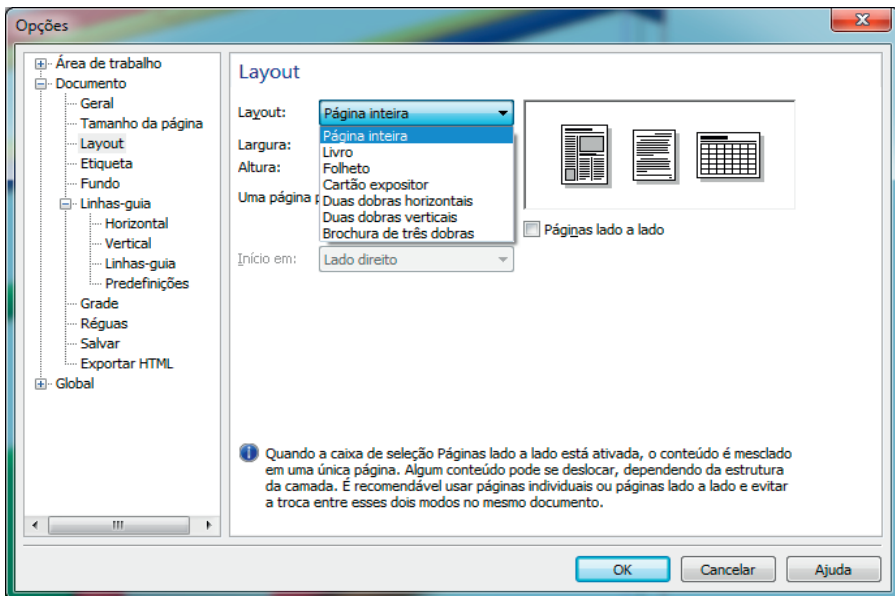 Opções
Área de trabalho
Documento
Geral
Tamanho da página
Layout
Etiqueta
Fundo
Linhas-guia
Horizontal
Vertical
Linhas-guia
Predefinições
Grade
Réguas
Salvar
Exportar HTML
Global
Layout
Layout: Página inteira
Página inteira
Largura:
Livro
Altura:
Folheto
Cartão expositor
Uma página p
Duas dobras horizontais
Duas dobras verticais
Brochura de três dobras
Páginas lado a lado
Início em: Lado direito
Quando a caixa de seleção Páginas lado a lado está ativada, o conteúdo é mesclado
em uma única página. Algum conteúdo pode se deslocar, dependendo da estrutura
da camada. É recomendável usar páginas individuais ou páginas lado a lado e evitar
a troca entre esses dois modos no mesmo documento.
OK Cancelar Ajuda